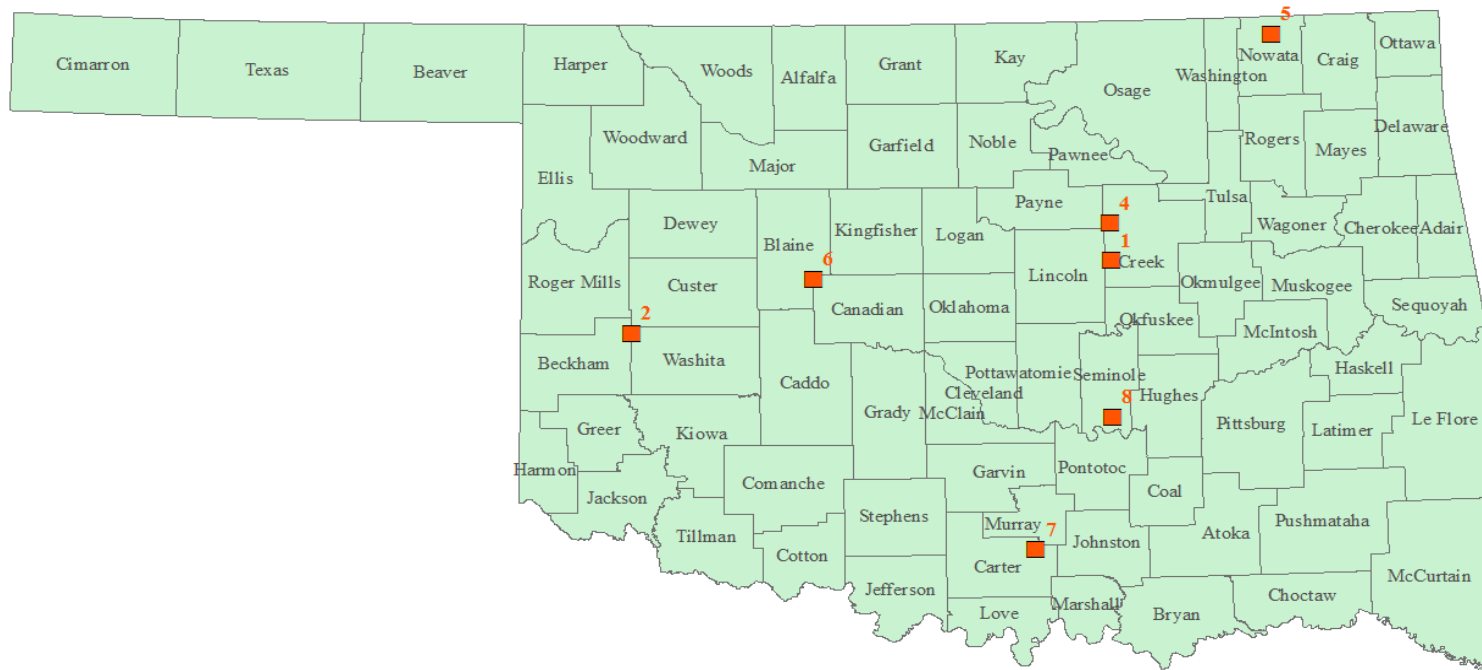 5
Cimarron
Texas
Beaver
Harper
Woods
Alfalfa
Grant
Kay
Osage
Washington
Nowata
Craig
Ottawa
Woodward
Major
Garfield
Noble
Pawnee
Rogers
Mayes
Delaware
Ellis
Dewey
Blaine
Kingfisher
Logan
Payne
4
Tulsa
Wagoner
Cherokee
Adair
Roger Mills
Custer
6
Canadian
Oklahoma
Lincoln
1
Creek
Okmulgee
Muskogee
Sequoyah
2
Beckham
Washita
Caddo
Okfuskee
McIntosh
Haskell
Grady
McClain
Cleveland
Pottawatomie
Seminole
8
Hughes
Pittsburg
Latimer
Le Flore
Greer
Kiowa
Harmon
Jackson
Comanche
Garvin
Pontotoc
Coal
Tillman
Cotton
Stephens
Murray
7
Johnston
Atoka
Pushmataha
Jefferson
Carter
Love
Marshall
Bryan
Choctaw
McCurtain